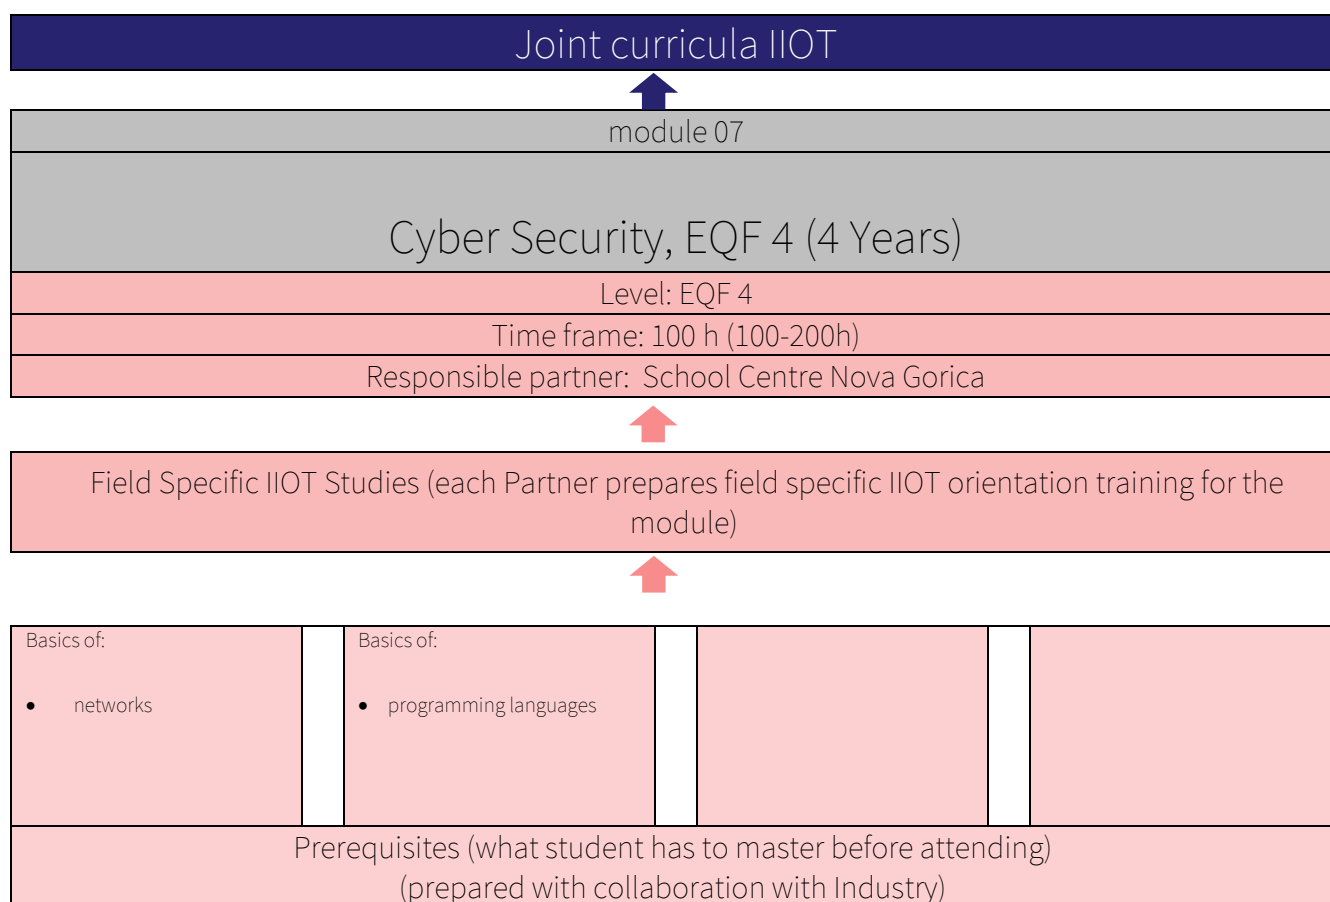 Joint curricula IIOT
module 07
Cyber Security, EQF 4 (4 Years)
Level: EQF 4
Time frame: 100 h (100-200h)
Responsible partner:  School Centre Nova Gorica
Field Specific IIOT Studies (each Partner prepares field specific IIOT orientation training for the
module)
Basics of:
• networks
Basics of:
• programming languages
Prerequisites (what student has to master before attending)
(prepared with collaboration with Industry)